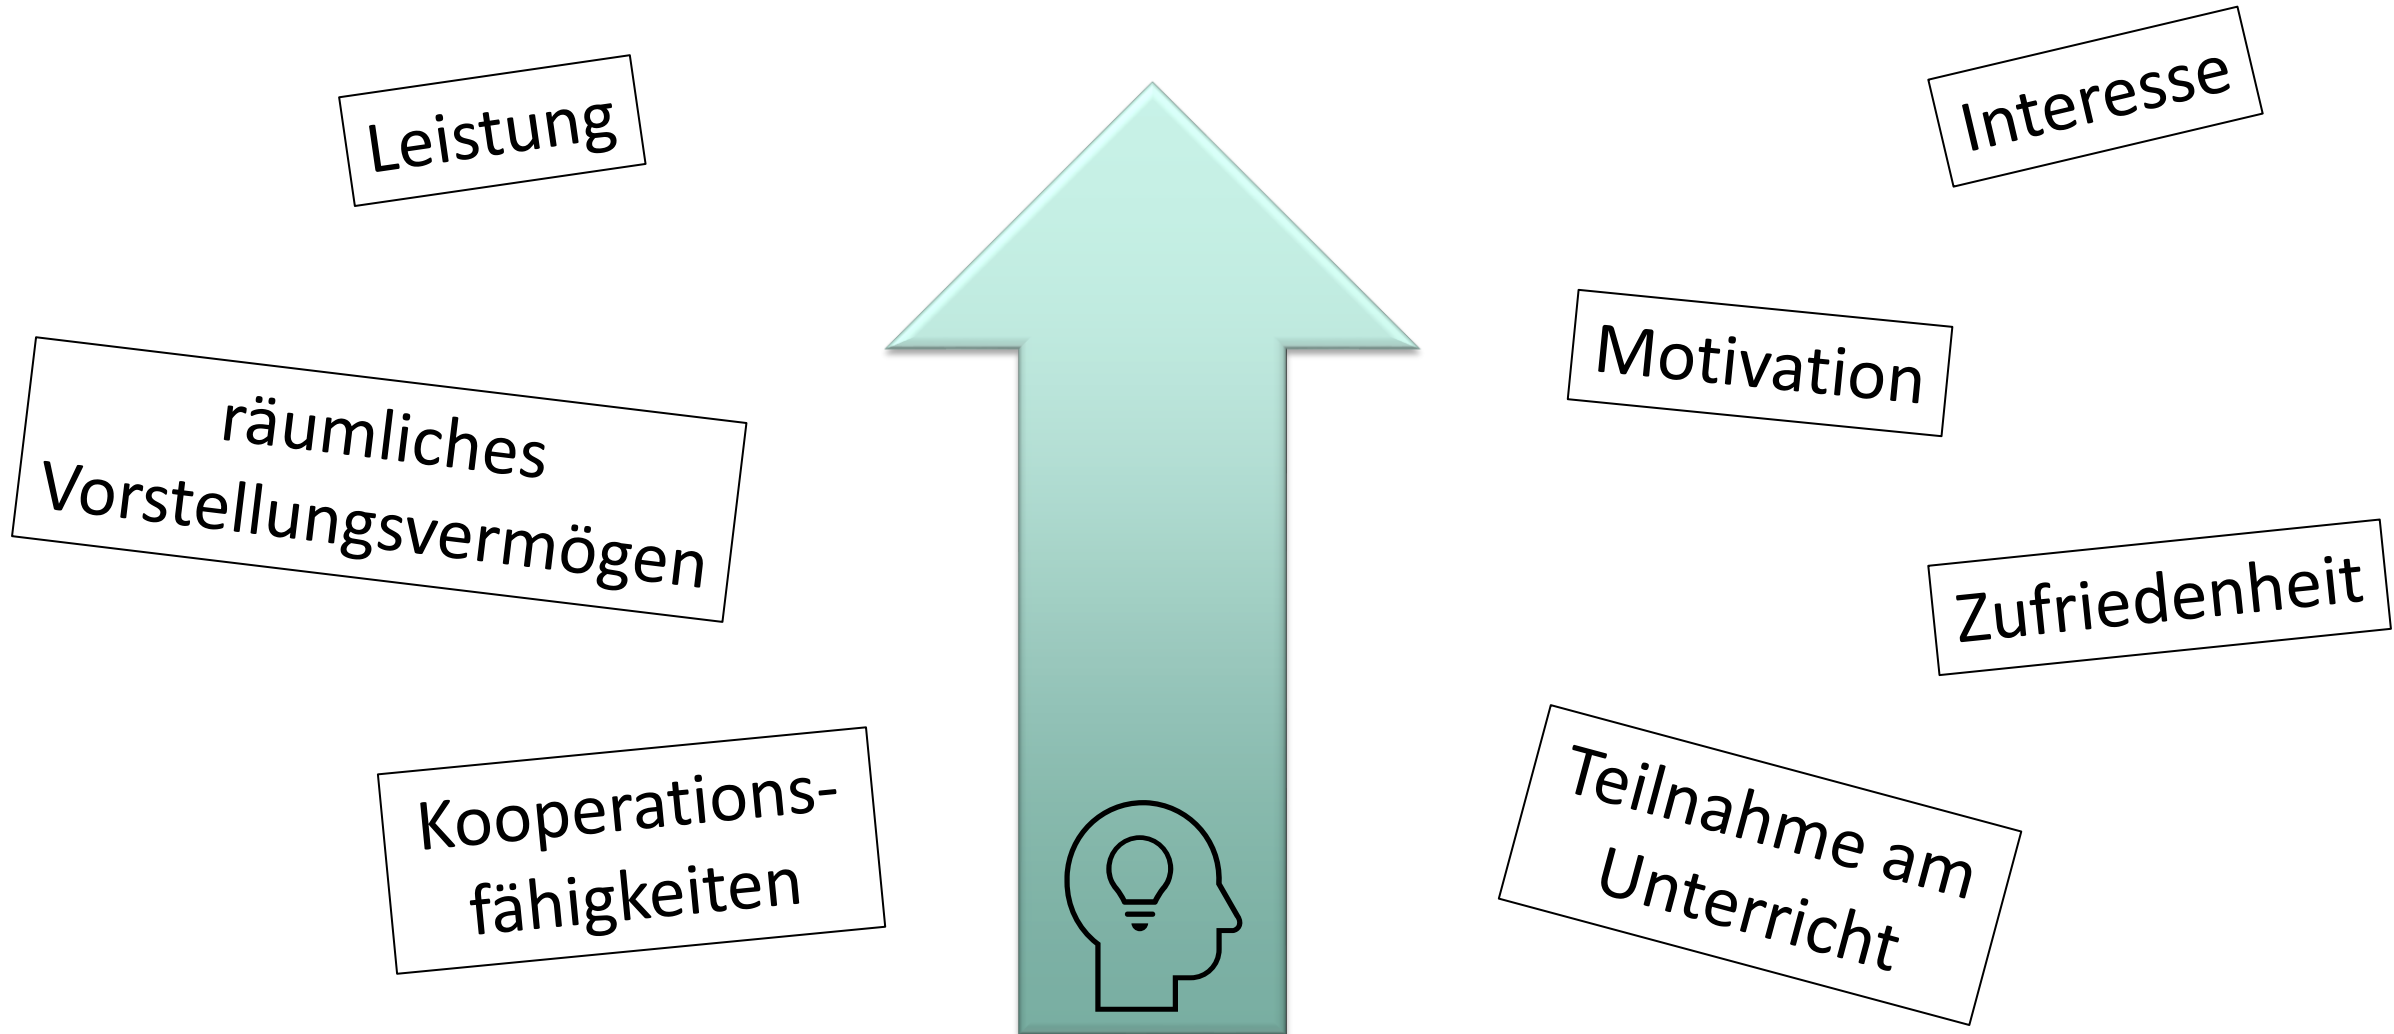 Leistung
räumliches
Vorstellungsvermögen
Kooperations-
fähigkeiten
Interesse
Motivation
Zufriedenheit
Teilnahme am
Unterricht